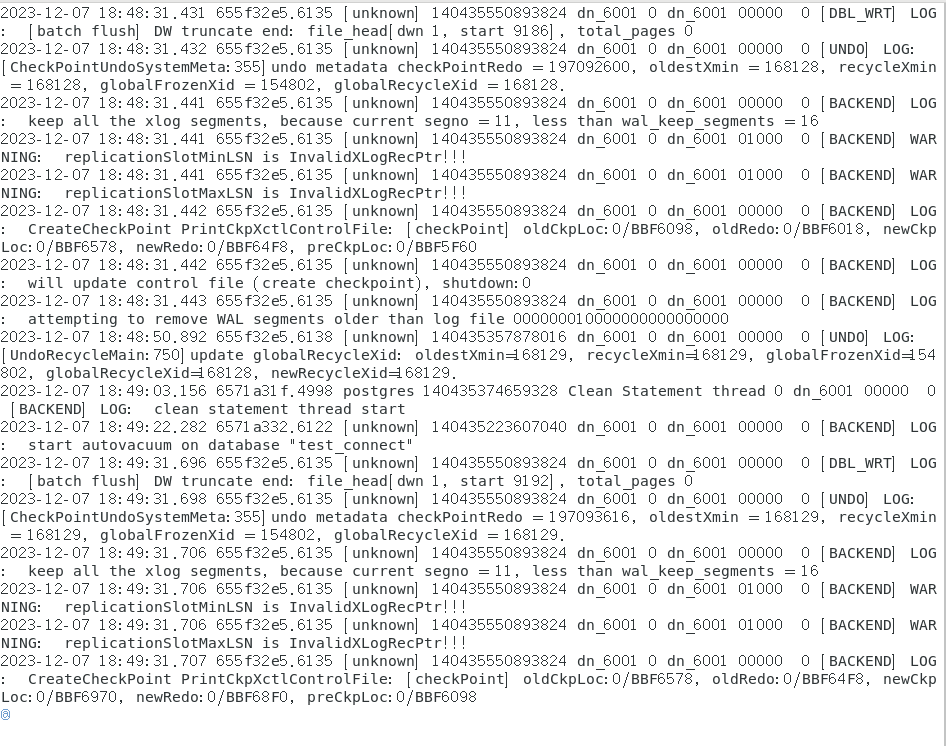 2023-12-07 18:48:31.431 655f32e5.6135 [unknown] 140435550893824 dn_6001 0 dn_6001 00000  0 [DBL_WRT] LOG
:  [batch flush] DW truncate end: file_head[dwn 1, start 9186], total_pages 0
2023-12-07 18:48:31.432 655f32e5.6135 [unknown] 140435550893824 dn_6001 0 dn_6001 00000  0 [UNDO] LOG:
[CheckPointUndoSystemMeta:355]undo metadata checkPointRedo = 197092600, oldestXmin = 168128, recycleXmin
 = 168128, globalFrozenXid = 154802, globalRecycleXid = 168128.
2023-12-07 18:48:31.441 655f32e5.6135 [unknown] 140435550893824 dn_6001 0 dn_6001 00000  0 [BACKEND] LOG
:  keep all the xlog segments, because current segno = 11, less than wal_keep_segments = 16
2023-12-07 18:48:31.441 655f32e5.6135 [unknown] 140435550893824 dn_6001 0 dn_6001 01000  0 [BACKEND] WAR
NING:  replicationSlotMinLSN is InvalidXLogRecPtr!!!
2023-12-07 18:48:31.441 655f32e5.6135 [unknown] 140435550893824 dn_6001 0 dn_6001 01000  0 [BACKEND] WAR
NING:  replicationSlotMaxLSN is InvalidXLogRecPtr!!!
2023-12-07 18:48:31.442 655f32e5.6135 [unknown] 140435550893824 dn_6001 0 dn_6001 00000  0 [BACKEND] LOG
:  CreateCheckPoint PrintCkpXctlControlFile: [checkPoint] oldCkpLoc:0/BBF6098, oldRedo:0/BBF6018, newCkp
Loc:0/BBF6578, newRedo:0/BBF64F8, preCkpLoc:0/BBF5F60
2023-12-07 18:48:31.442 655f32e5.6135 [unknown] 140435550893824 dn_6001 0 dn_6001 00000  0 [BACKEND] LOG
:  will update control file (create checkpoint), shutdown:0
2023-12-07 18:48:31.443 655f32e5.6135 [unknown] 140435550893824 dn_6001 0 dn_6001 00000  0 [BACKEND] LOG
:  attempting to remove WAL segments older than log file 000000010000000000000000
2023-12-07 18:48:50.892 655f32e5.6138 [unknown] 140435357878016 dn_6001 0 dn_6001 00000  0 [UNDO] LOG:
[UndoRecycleMain:750]update globalRecycleXid: oldestXmin=168129, recycleXmin=168129, globalFrozenXid=154
802, globalRecycleXid=168128, newRecycleXid=168129.
2023-12-07 18:49:03.156 6571a31f.4998 postgres 140435374659328 Clean Statement thread 0 dn_6001 00000  0
 [BACKEND] LOG:  clean statement thread start
2023-12-07 18:49:22.282 6571a332.6122 [unknown] 140435223607040 dn_6001 0 dn_6001 00000  0 [BACKEND] LOG
:  start autovacuum on database "test_connect"
2023-12-07 18:49:31.696 655f32e5.6135 [unknown] 140435550893824 dn_6001 0 dn_6001 00000  0 [DBL_WRT] LOG
:  [batch flush] DW truncate end: file_head[dwn 1, start 9192], total_pages 0
2023-12-07 18:49:31.698 655f32e5.6135 [unknown] 140435550893824 dn_6001 0 dn_6001 00000  0 [UNDO] LOG:
[CheckPointUndoSystemMeta:355]undo metadata checkPointRedo = 197093616, oldestXmin = 168129, recycleXmin
 = 168129, globalFrozenXid = 154802, globalRecycleXid = 168129.
2023-12-07 18:49:31.706 655f32e5.6135 [unknown] 140435550893824 dn_6001 0 dn_6001 00000  0 [BACKEND] LOG
:  keep all the xlog segments, because current segno = 11, less than wal_keep_segments = 16
2023-12-07 18:49:31.706 655f32e5.6135 [unknown] 140435550893824 dn_6001 0 dn_6001 01000  0 [BACKEND] WAR
NING:  replicationSlotMinLSN is InvalidXLogRecPtr!!!
2023-12-07 18:49:31.706 655f32e5.6135 [unknown] 140435550893824 dn_6001 0 dn_6001 01000  0 [BACKEND] WAR
NING:  replicationSlotMaxLSN is InvalidXLogRecPtr!!!
2023-12-07 18:49:31.707 655f32e5.6135 [unknown] 140435550893824 dn_6001 0 dn_6001 00000  0 [BACKEND] LOG
:  CreateCheckPoint PrintCkpXctlControlFile: [checkPoint] oldCkpLoc:0/BBF6578, oldRedo:0/BBF64F8, newCkp
Loc:0/BBF6970, newRedo:0/BBF68F0, preCkpLoc:0/BBF6098
@